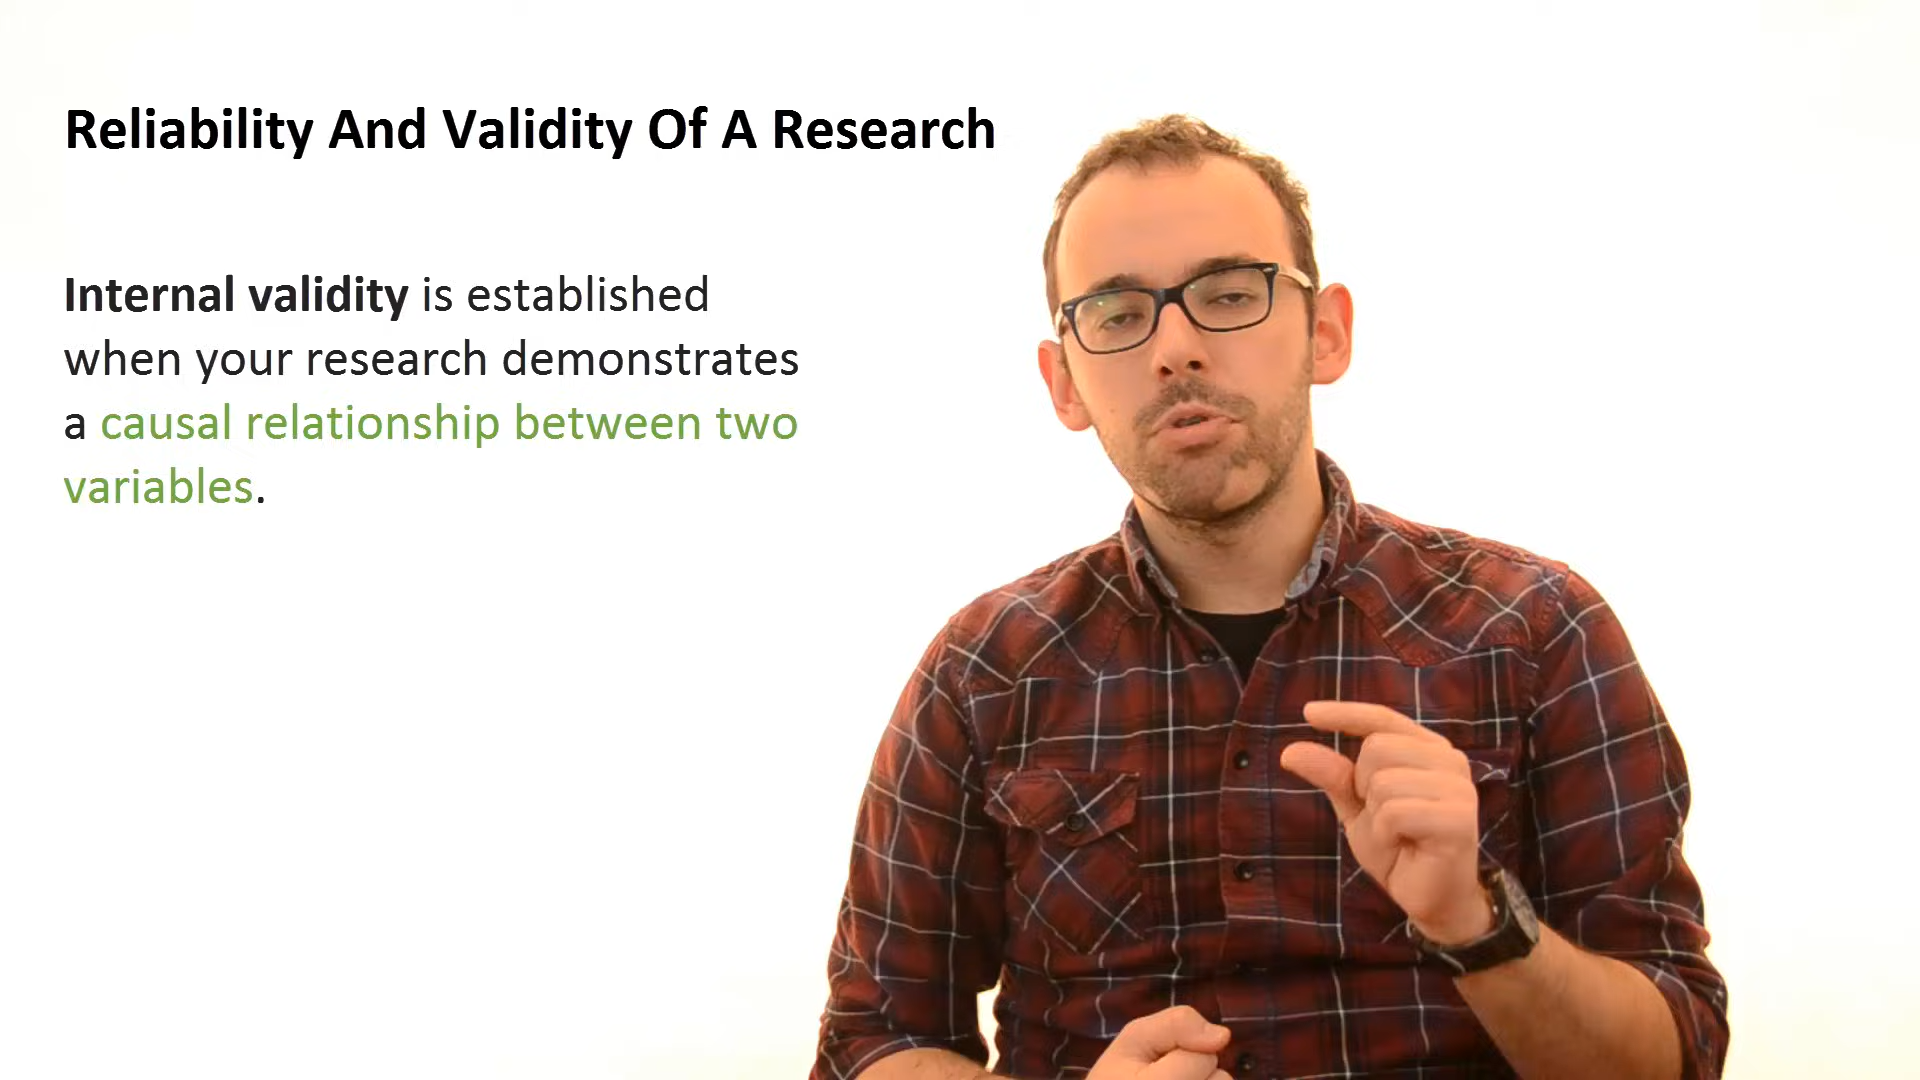 Reliability And Validity Of A Research
Internal validity is established
when your research demonstrates
a causal relationship between two
variables.